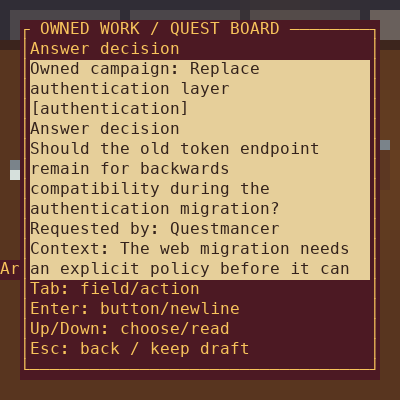 OWNED WORK / QUEST BOARD
Answer decision
Owned campaign: Replace
authentication layer
[authentication]
Answer decision
Should the old token endpoint
remain for backwards
compatibility during the
authentication migration?
Requested by: Questmancer
Context: The web migration needs
Ar
an explicit policy before it can
Tab: field/action
Enter: button/newline
Up/Down: choose/read
Esc: back / keep draft